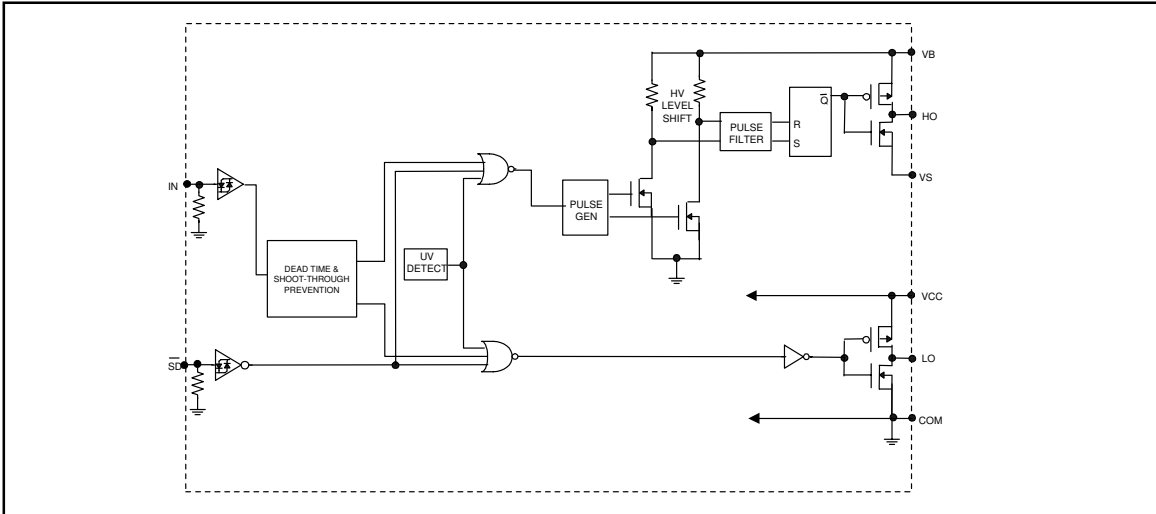 VB
HV
LEVEL
SHIFT
Q̅
HO
R
PULSE
FILTER
S
IN
VS
PULSE
GEN
UV
DETECT
DEAD TIME &
SHOOT-THROUGH
PREVENTION
VCC
S̅D̅
LO
COM